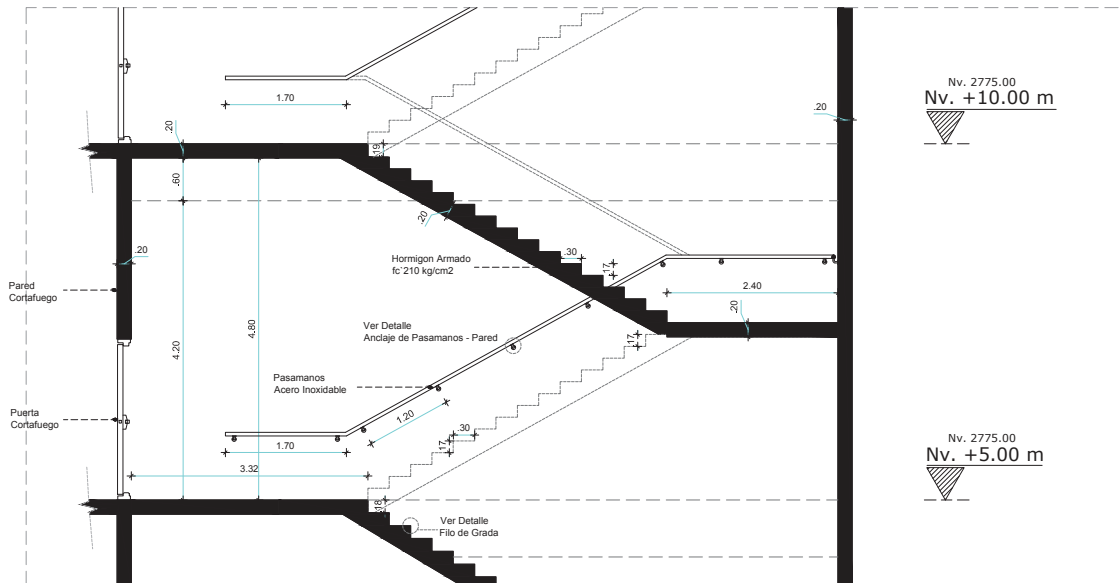 Nv. 2775.00
Nv. +10.00 m
1.70
.20
.20
.19
.60
.20
.20
Hormigon Armado
fc`210 kg/cm2
.30
.17
Pared
Cortafuego
2.40
.20
4.20
4.80
Ver Detalle
Anclaje de Pasamanos - Pared
.17
Pasamanos
Acero Inoxidable
1.20
Puerta
Cortafuego
.30
.17
1.70
3.32
Nv. 2775.00
Nv. +5.00 m
.18
Ver Detalle
Filo de Grada